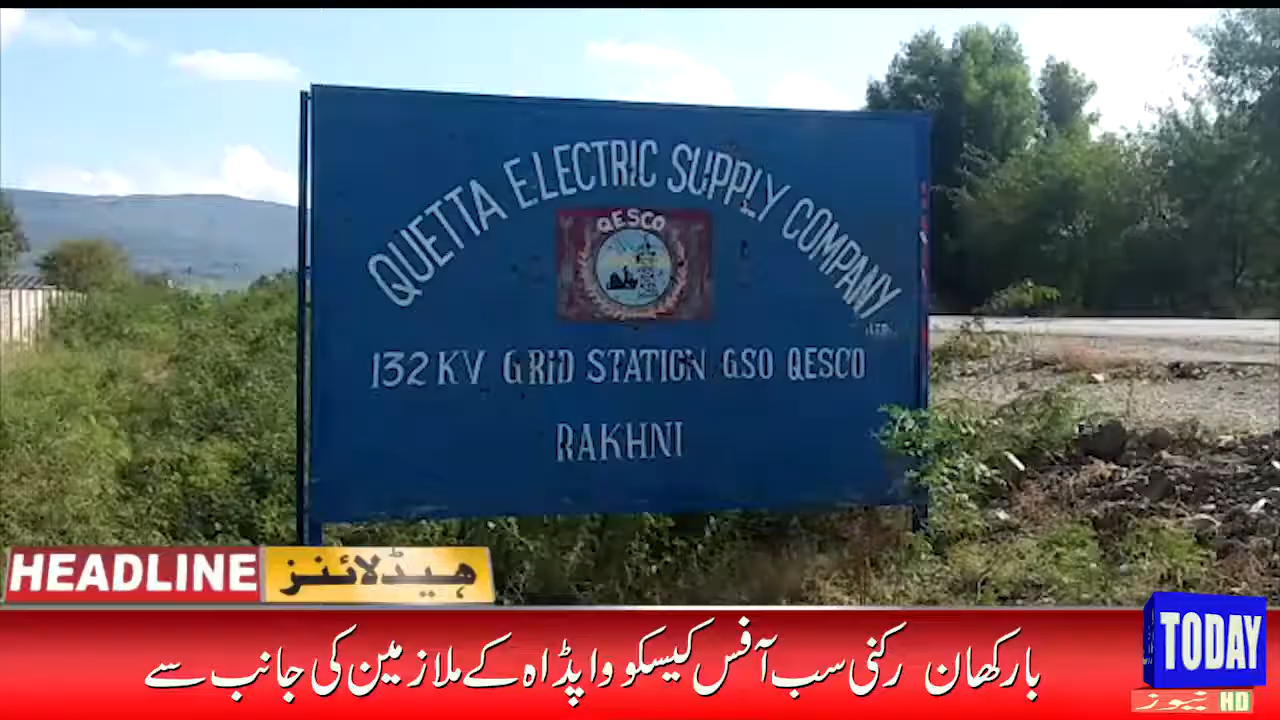 QUETTA ELECTRIC SUPPLY COMPANY
LTD.
QESCO
132 KV GRID STATION GSO QESCO
RAKHNI
HEADLINE ہیڈلائنز
بارکھان رکنی سب آفس کیسکو واپڈاہ کے ملازمین کی جانب سے
TODAY
نیوز HD